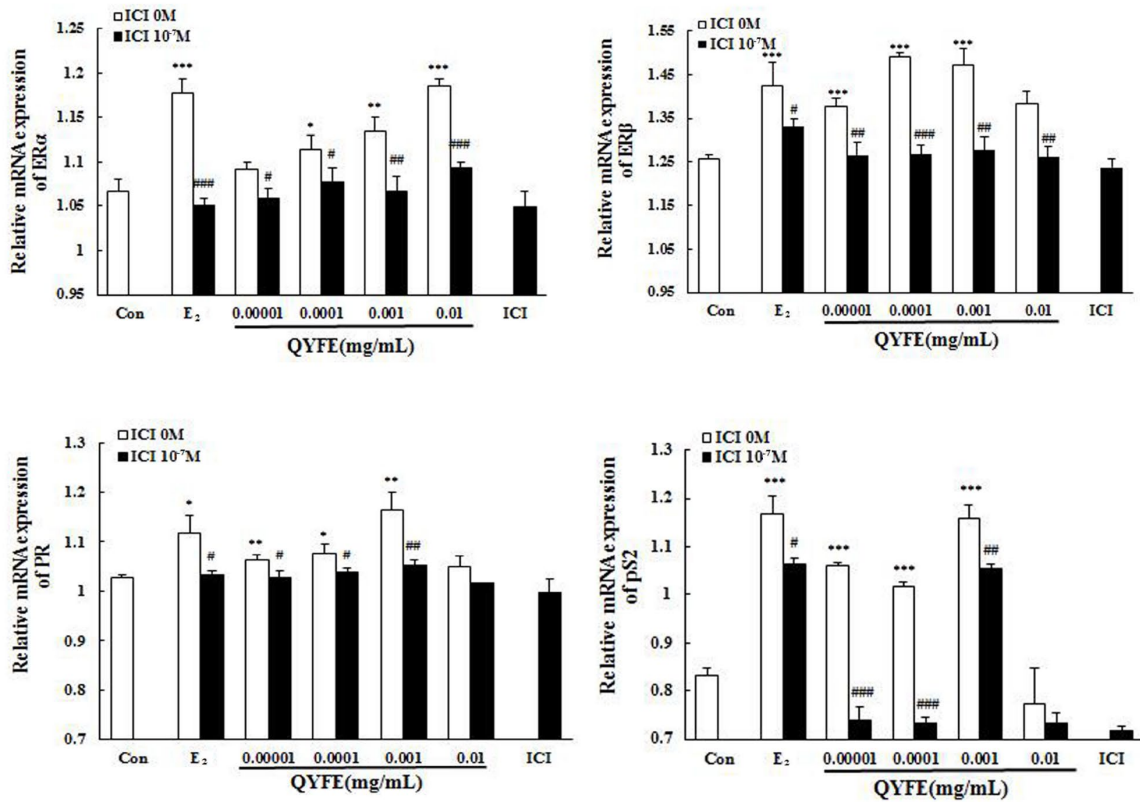 ICI 0M
ICI 10⁻⁷M
Relative mRNA expression
of ERα
1.25
1.2
1.15
1.1
1.05
1
0.95
***
###
#
*
#
**
##
***
###
Con
E₂
0.00001
0.0001
0.001
0.01
ICI
QYFE(mg/mL)
ICI 0M
ICI 10⁻⁷M
Relative mRNA expression
of ERβ
1.55
1.45
1.35
1.25
1.15
1.05
0.95
***
#
***
##
***
###
***
##
##
Con
E₂
0.00001
0.0001
0.001
0.01
ICI
QYFE(mg/mL)
ICI 0M
ICI 10⁻⁷M
Relative mRNA expression
of PR
1.3
1.2
1.1
1
0.9
0.8
0.7
*
#
**
#
*
#
**
##
Con
E₂
0.00001
0.0001
0.001
0.01
ICI
QYFE(mg/mL)
ICI 0M
ICI 10⁻⁷M
Relative mRNA expression
of pS2
1.3
1.2
1.1
1
0.9
0.8
0.7
***
#
***
###
***
###
***
##
Con
E₂
0.00001
0.0001
0.001
0.01
ICI
QYFE(mg/mL)